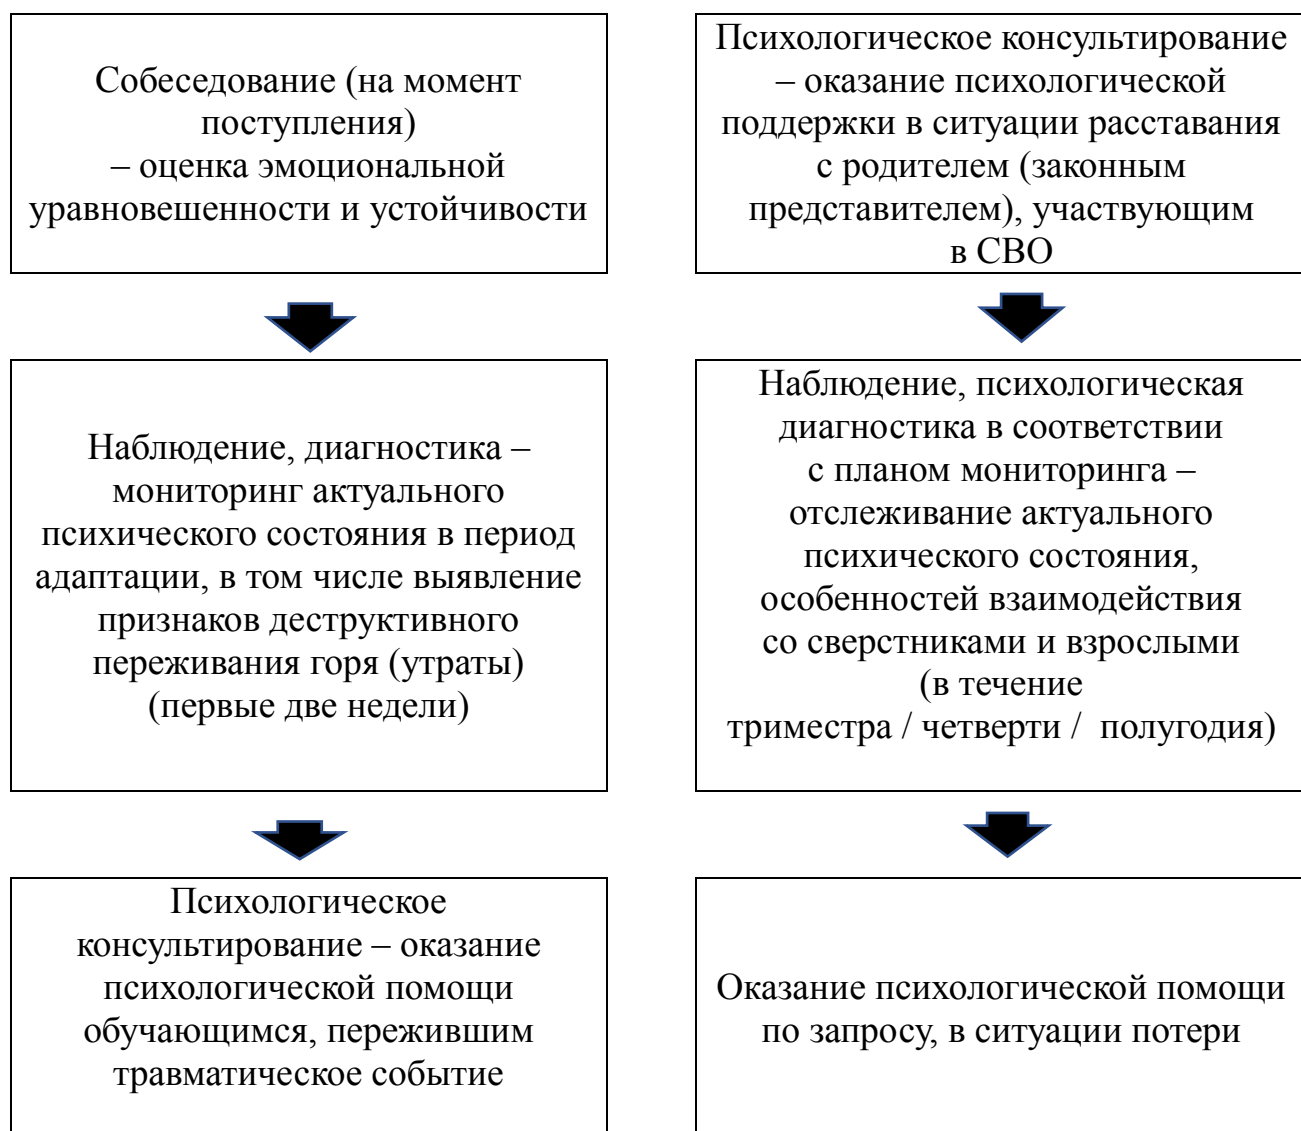 Собеседование (на момент
поступления)
– оценка эмоциональной
уравновешенности и устойчивости
Наблюдение, диагностика –
мониторинг актуального
психического состояния в период
адаптации, в том числе выявление
признаков деструктивного
переживания горя (утраты)
(первые две недели)
Психологическое
консультирование – оказание
психологической помощи
обучающимся, пережившим
травматическое событие
Психологическое консультирование
– оказание психологической
поддержки в ситуации расставания
с родителем (законным
представителем), участвующим
в СВО
Наблюдение, психологическая
диагностика в соответствии
с планом мониторинга –
отслеживание актуального
психического состояния,
особенностей взаимодействия
со сверстниками и взрослыми
(в течение
триместра / четверти / полугодия)
Оказание психологической помощи
по запросу, в ситуации потери